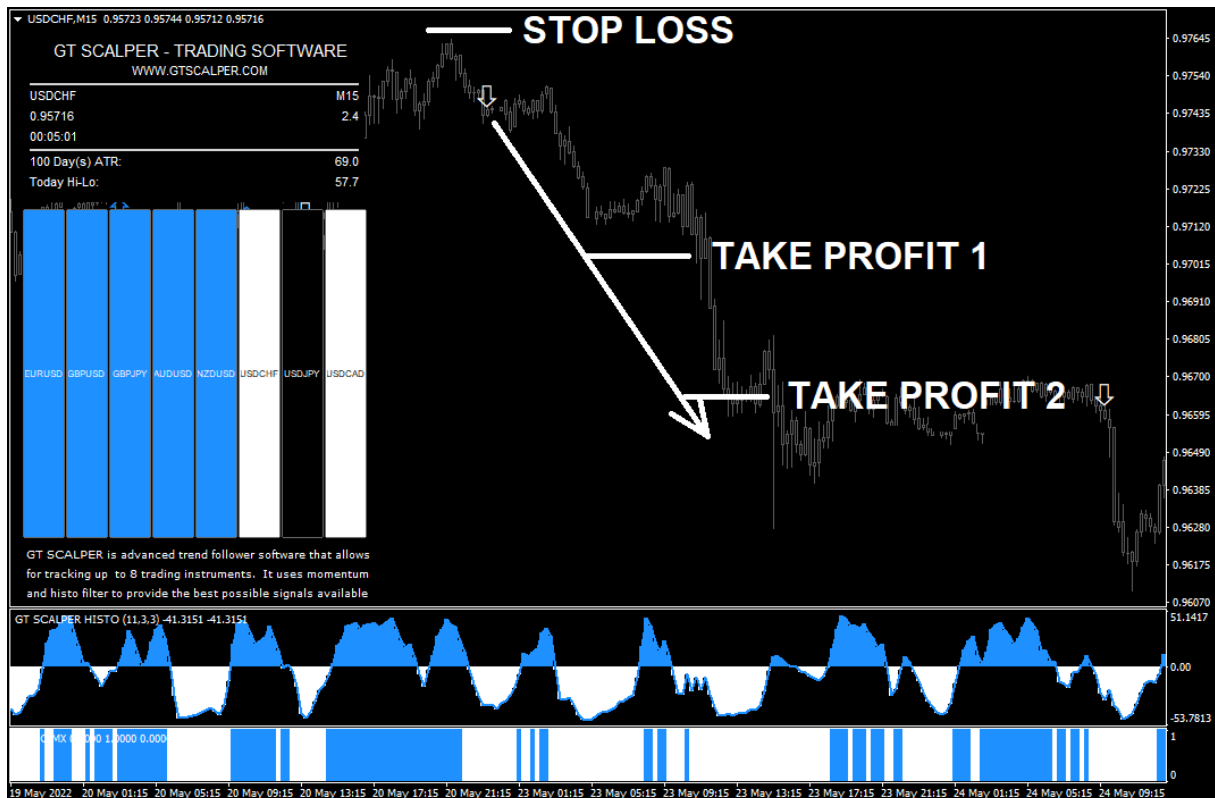 USDCHF,M15 0.95723 0.95744 0.95712 0.95716
STOP LOSS
GT SCALPER - TRADING SOFTWARE
WWW.GTSCALPER.COM
USDCHF M15
0.95716 2.4
00:05:01
100 Day(s) ATR: 69.0
Today Hi-Lo: 57.7
TAKE PROFIT 1
TAKE PROFIT 2
EURUSD GBPUSD GBPJPY AUDUSD NZDUSD USDCHF USDJPY USDCAD
GT SCALPER is advanced trend follower software that allows
for tracking up to 8 trading instruments. It uses momentum
and histo filter to provide the best possible signals available
0.97645
0.97540
0.97435
0.97330
0.97225
0.97120
0.97015
0.96910
0.96805
0.96700
0.96595
0.96490
0.96385
0.96280
0.96175
0.96070
GT SCALPER HISTO (11,3,3) -41.3151 -41.3151
51.1417
0.00
-53.7813
1.0000
1
0
19 May 2022 20 May 01:15 20 May 05:15 20 May 09:15 20 May 13:15 20 May 17:15 20 May 21:15 23 May 01:15 23 May 05:15 23 May 09:15 23 May 13:15 23 May 17:15 23 May 21:15 24 May 01:15 24 May 05:15 24 May 09:15